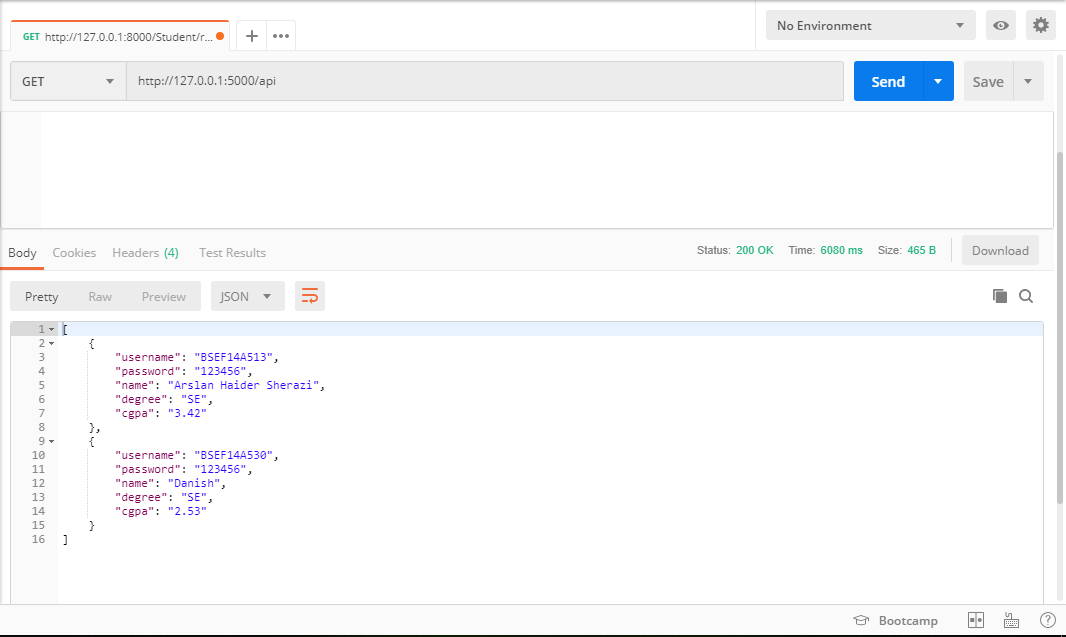 GET http://127.0.0.1:8000/Student/r... + •••
No Environment
GET http://127.0.0.1:5000/api Send Save
Body Cookies Headers (4) Test Results Status: 200 OK Time: 6080 ms Size: 465 B Download
Pretty Raw Preview JSON
1 [
2 {
3 "username": "BSEF14A513",
4 "password": "123456",
5 "name": "Arslan Haider Sherazi",
6 "degree": "SE",
7 "cgpa": "3.42"
8 },
9 {
10 "username": "BSEF14A530",
11 "password": "123456",
12 "name": "Danish",
13 "degree": "SE",
14 "cgpa": "2.53"
15 }
16 ]
Bootcamp ?